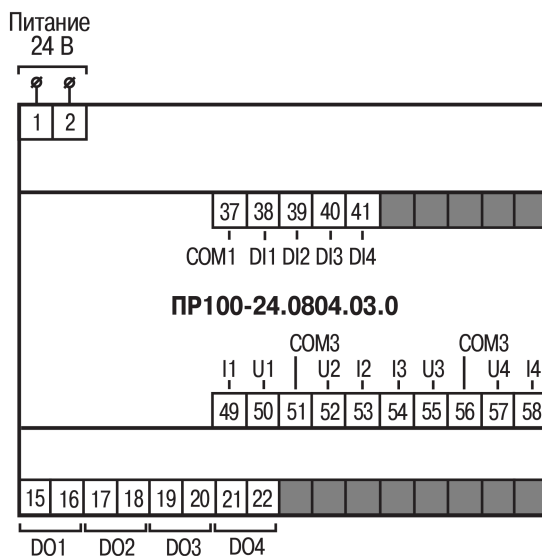 Питание
24 В
1 2
37 38 39 40 41
COM1 DI1 DI2 DI3 DI4
ПР100-24.0804.03.0
COM3 COM3
I1 U1 U2 I2 I3 U3 U4 I4
49 50 51 52 53 54 55 56 57 58
15 16 17 18 19 20 21 22
DO1 DO2 DO3 DO4